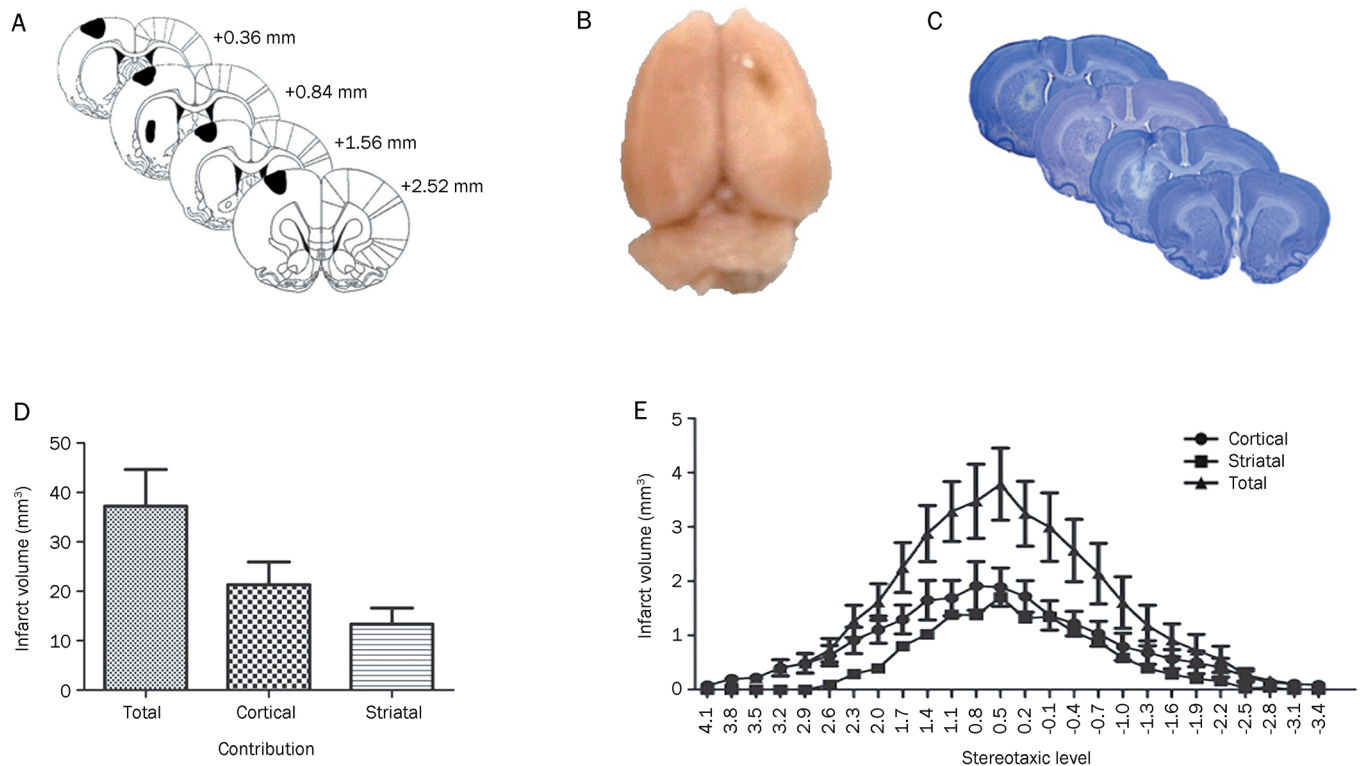 A
+0.36 mm
+0.84 mm
+1.56 mm
+2.52 mm
B
C
D
Infarct volume (mm³)
50
40
30
20
10
0
Total
Cortical
Striatal
Contribution
E
Infarct volume (mm³)
5
4
3
2
1
0
Cortical
Striatal
Total
4.1
3.8
3.5
3.2
2.9
2.6
2.3
2.0
1.7
1.4
1.1
0.8
0.5
0.2
-0.1
-0.4
-0.7
-1.0
-1.3
-1.6
-1.9
-2.2
-2.5
-2.8
-3.1
-3.4
Stereotaxic level